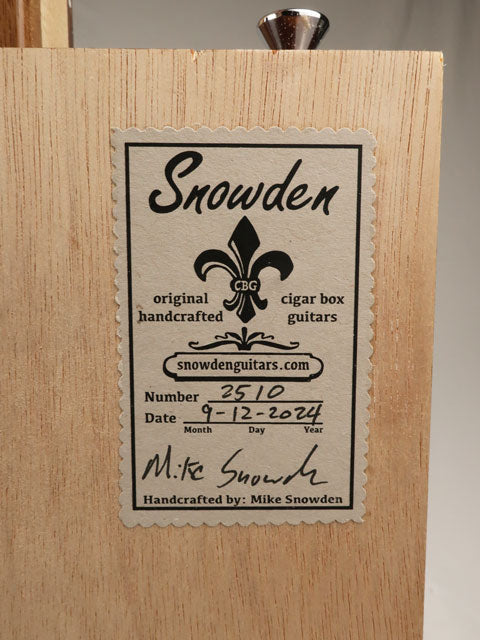 Snowden
CBG
original cigar box
handcrafted guitars
snowdenguitars.com
Number 2510
Date 9-12-2024
Month Day Year
Mike Snowden
Handcrafted by: Mike Snowden